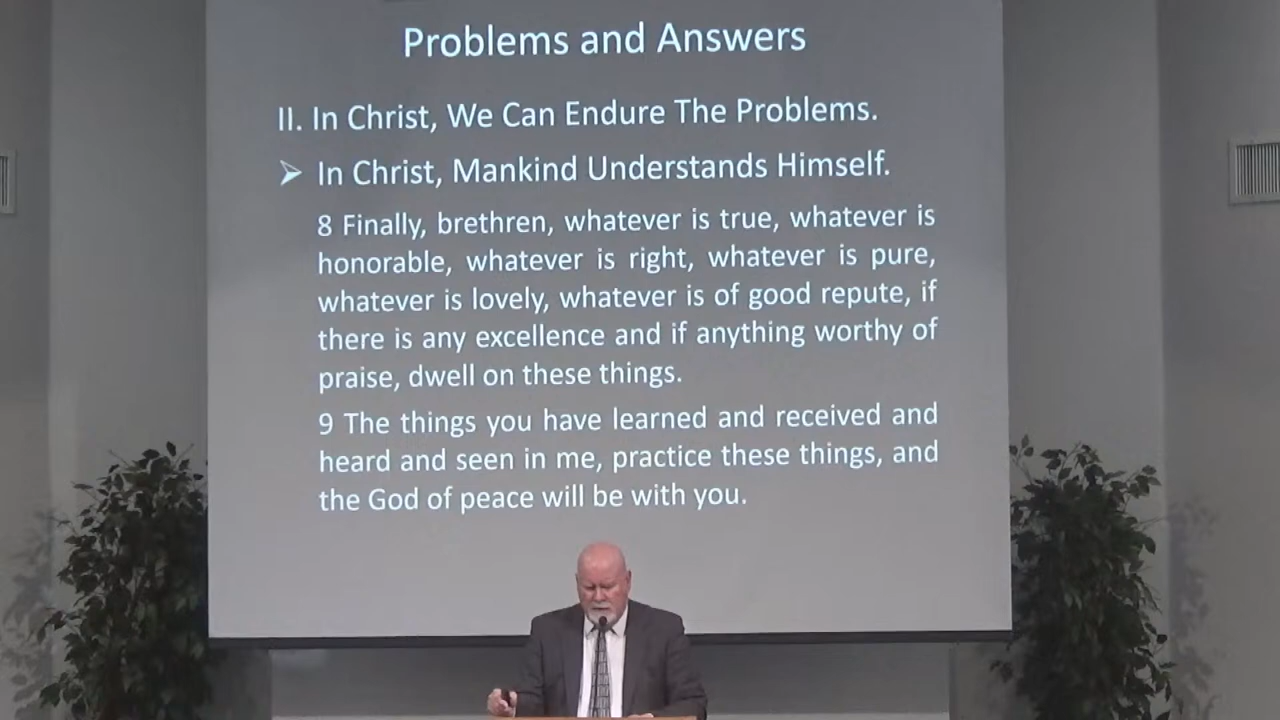 Problems and Answers
II. In Christ, We Can Endure The Problems.
➢ In Christ, Mankind Understands Himself.
8 Finally, brethren, whatever is true, whatever is
honorable, whatever is right, whatever is pure,
whatever is lovely, whatever is of good repute, if
there is any excellence and if anything worthy of
praise, dwell on these things.
9 The things you have learned and received and
heard and seen in me, practice these things, and
the God of peace will be with you.